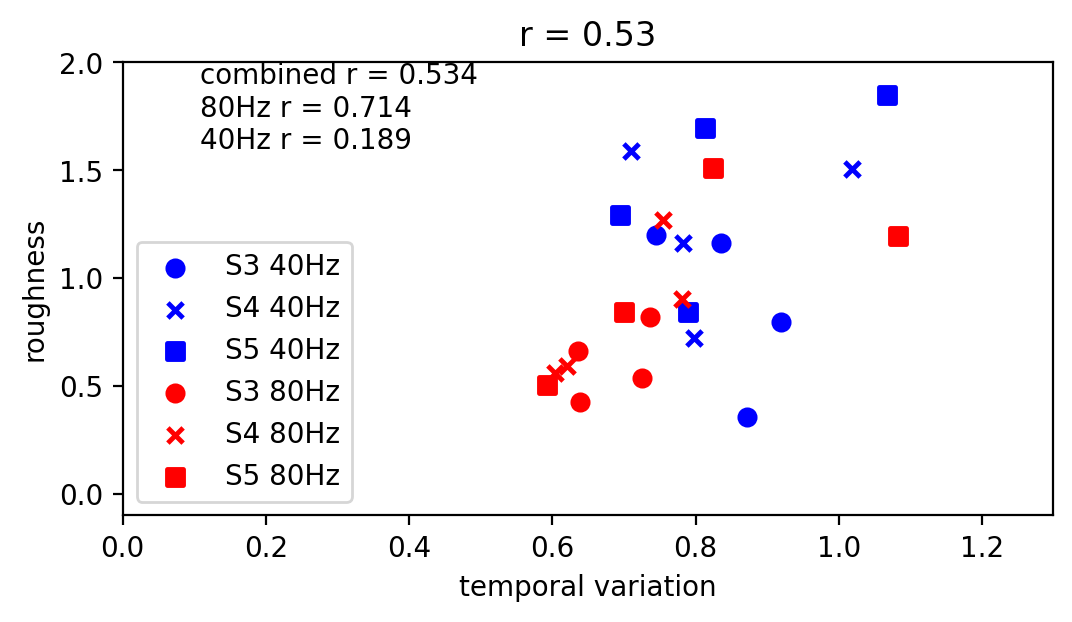 r = 0.53
combined r = 0.534
80Hz r = 0.714
40Hz r = 0.189
2.0
1.5
1.0
0.5
0.0
roughness
S3 40Hz
S4 40Hz
S5 40Hz
S3 80Hz
S4 80Hz
S5 80Hz
0.0 0.2 0.4 0.6 0.8 1.0 1.2
temporal variation